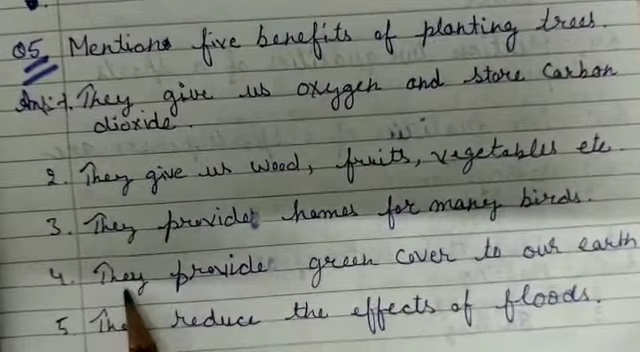 Q5 Mention five benefits of planting trees.
Ans:- 1. They give us oxygen and store carbon
dioxide.
2. They give us wood, fruits, vegetables etc.
3. They provide homes for many birds.
4. They provide green cover to our earth
5. The reduce the effects of floods.